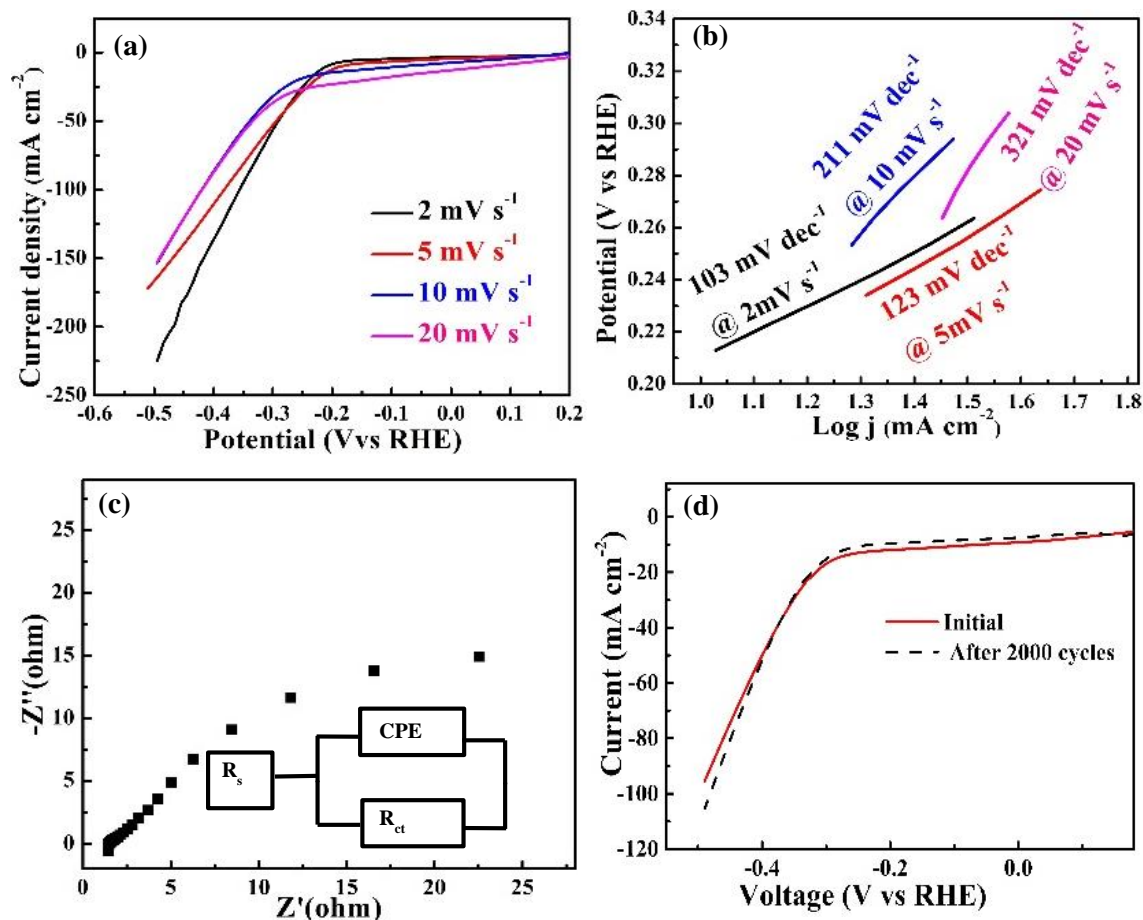 (a)
0
-50
-100
-150
-200
-250
-0.6 -0.5 -0.4 -0.3 -0.2 -0.1 0.0 0.1 0.2
Current density (mA cm-2)
Potential (Vvs RHE)
2 mV s-1
5 mV s-1
10 mV s-1
20 mV s-1
(b)
0.34
0.32
0.30
0.28
0.26
0.24
0.22
0.20
1.0 1.1 1.2 1.3 1.4 1.5 1.6 1.7 1.8
Potential (V vs RHE)
Log j (mA cm-2)
103 mV dec-1
@ 2mV s-1
211 mV dec-1
@ 10 mV s-1
123 mV dec-1
@ 5mV s-1
321 mV dec-1
@ 20 mV s-1
(c)
25
20
15
10
5
0
0 5 10 15 20 25
-Z''(ohm)
Z'(ohm)
Rs
CPE
Rct
(d)
0
-20
-40
-60
-80
-100
-120
-0.4 -0.2 0.0
Current (mA cm-2)
Voltage (V vs RHE)
Initial
After 2000 cycles